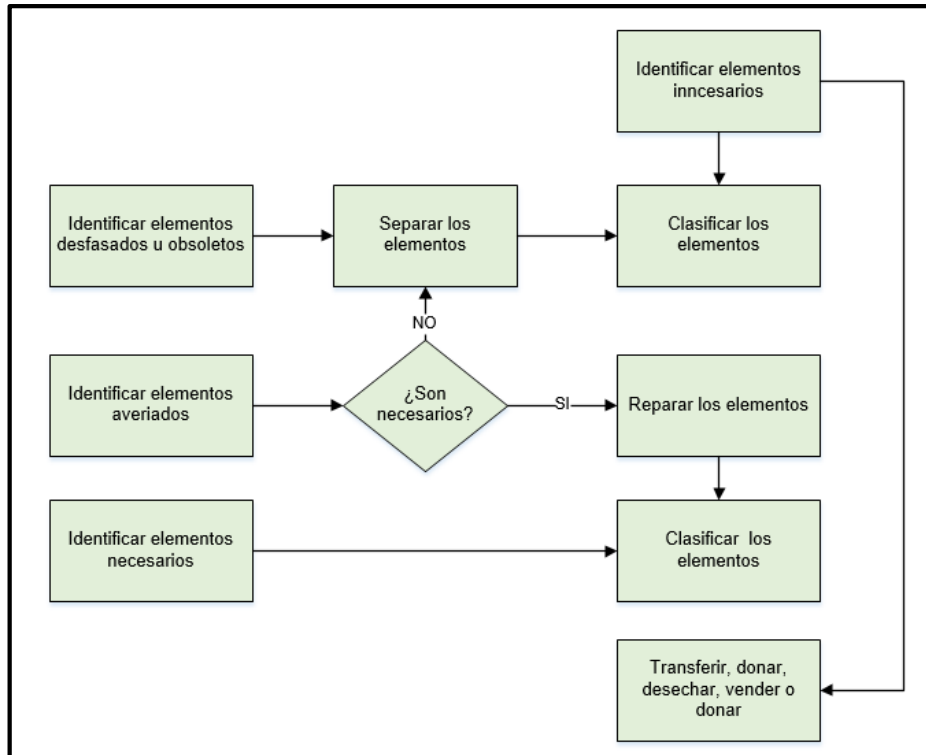 Identificar elementos
inncesarios
Identificar elementos
desfasados u obsoletos
Separar los
elementos
Clasificar los
elementos
NO
Identificar elementos
averiados
¿Son
necesarios?
SI
Reparar los elementos
Identificar elementos
necesarios
Clasificar los
elementos
Transferir, donar,
desechar, vender o
donar